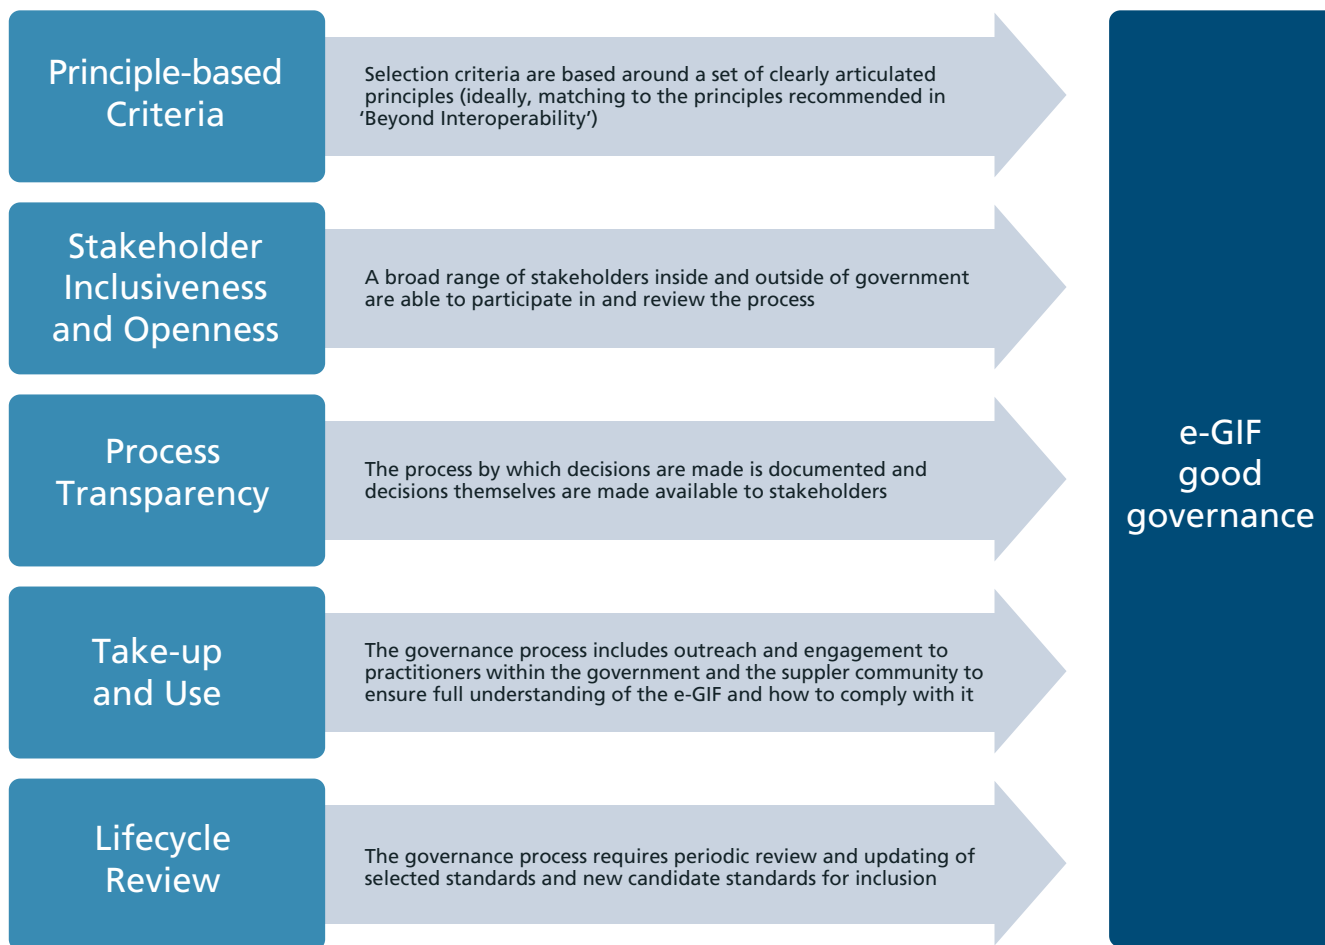 Principle-based
Criteria
Selection criteria are based around a set of clearly articulated
principles (ideally, matching to the principles recommended in
‘Beyond Interoperability’)
Stakeholder
Inclusiveness
and Openness
A broad range of stakeholders inside and outside of government
are able to participate in and review the process
Process
Transparency
The process by which decisions are made is documented and
decisions themselves are made available to stakeholders
Take-up
and Use
The governance process includes outreach and engagement to
practitioners within the government and the suppler community to
ensure full understanding of the e-GIF and how to comply with it
Lifecycle
Review
The governance process requires periodic review and updating of
selected standards and new candidate standards for inclusion
e-GIF
good
governance